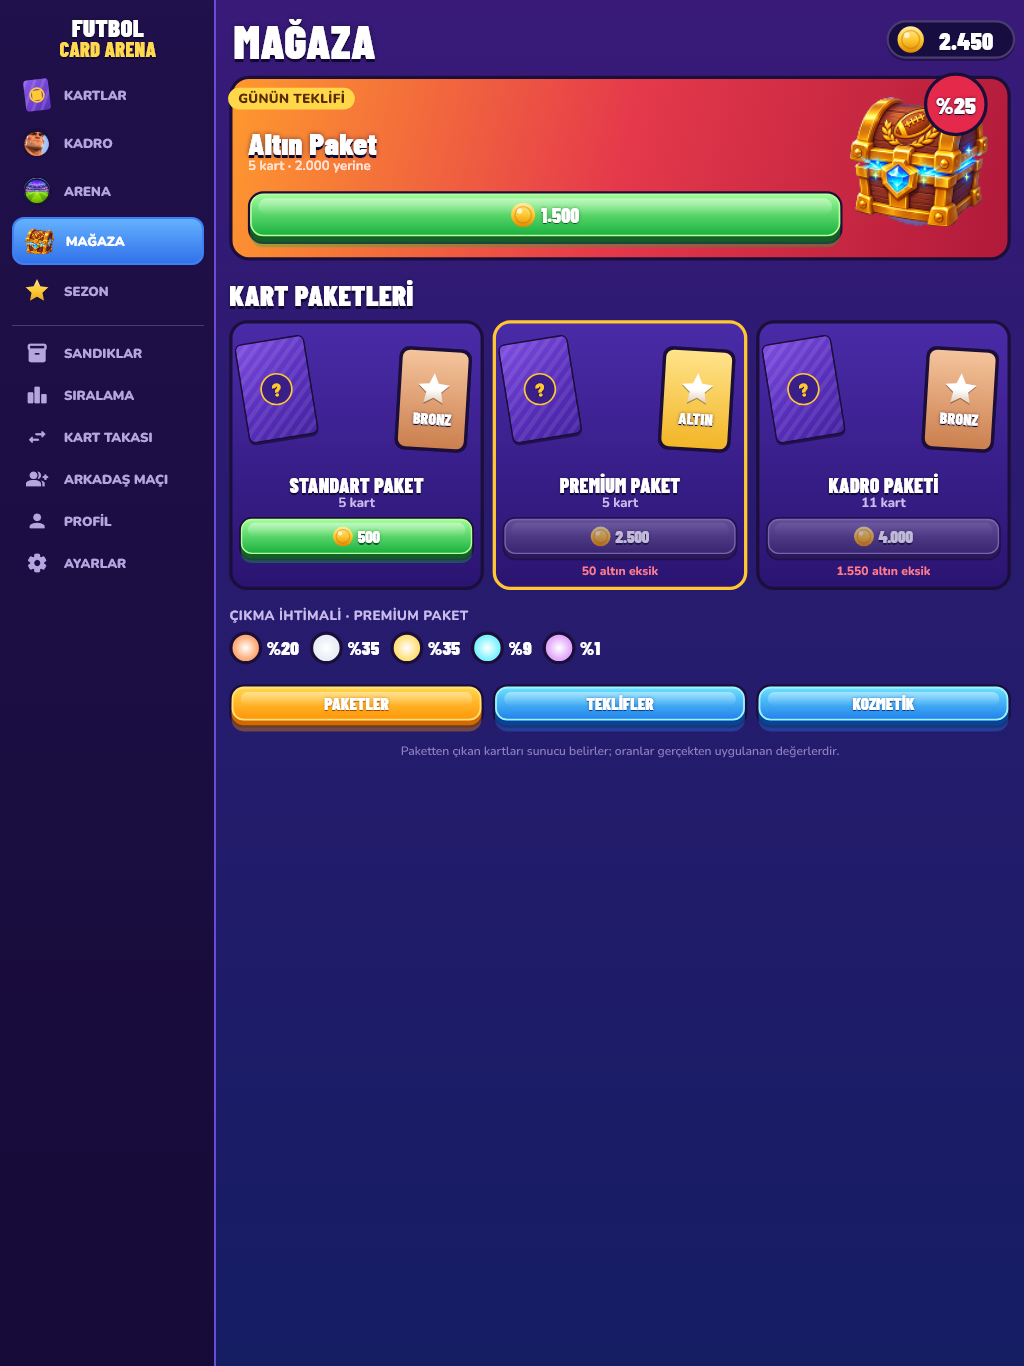 FUTBOL
CARD ARENA
KARTLAR
KADRO
ARENA
MAĞAZA
SEZON
SANDIKLAR
SIRALAMA
KART TAKASI
ARKADAŞ MAÇI
PROFİL
AYARLAR
MAĞAZA
2.450
GÜNÜN TEKLİFİ
%25
Altın Paket
5 kart · 2.000 yerine
1.500
KART PAKETLERİ
?
BRONZ
STANDART PAKET
5 kart
500
?
ALTIN
PREMİUM PAKET
5 kart
2.500
50 altın eksik
?
BRONZ
KADRO PAKETİ
11 kart
4.000
1.550 altın eksik
ÇIKMA İHTİMALİ · PREMİUM PAKET
%20 %35 %35 %9 %1
PAKETLER
TEKLİFLER
KOZMETİK
Paketten çıkan kartları sunucu belirler; oranlar gerçekten uygulanan değerlerdir.